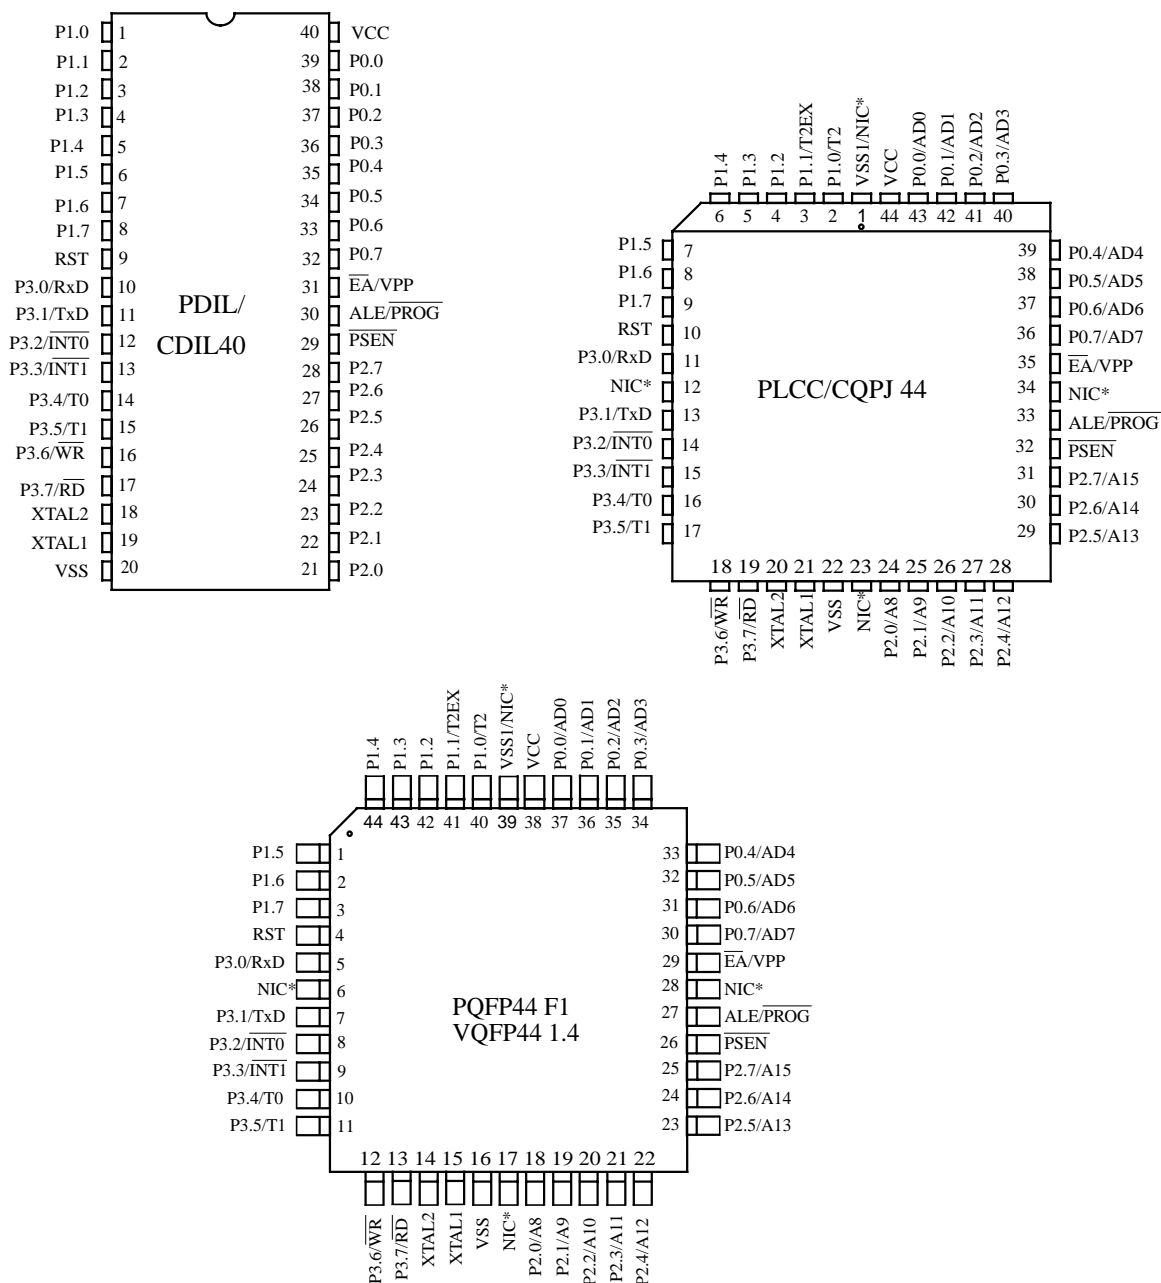 P1.0 1 40 VCC
P1.1 2 39 P0.0
P1.2 3 38 P0.1
P1.3 4 37 P0.2
P1.4 5 36 P0.3
P1.5 6 35 P0.4
P1.6 7 34 P0.5
P1.7 8 33 P0.6
RST 9 32 P0.7
P3.0/RxD 10 31 EA/VPP
P3.1/TxD 11 30 ALE/PROG
P3.2/INT0 12 29 PSEN
P3.3/INT1 13 28 P2.7
P3.4/T0 14 27 P2.6
P3.5/T1 15 26 P2.5
P3.6/WR 16 25 P2.4
P3.7/RD 17 24 P2.3
XTAL2 18 23 P2.2
XTAL1 19 22 P2.1
VSS 20 21 P2.0
PDIL/
CDIL40
P1.4 P1.3 P1.2 P1.1/T2EX P1.0/T2 VSS1/NIC* VCC P0.0/AD0 P0.1/AD1 P0.2/AD2 P0.3/AD3
6 5 4 3 2 1 44 43 42 41 40
P1.5 7 39 P0.4/AD4
P1.6 8 38 P0.5/AD5
P1.7 9 37 P0.6/AD6
RST 10 36 P0.7/AD7
P3.0/RxD 11 35 EA/VPP
NIC* 12 34 NIC*
P3.1/TxD 13 33 ALE/PROG
P3.2/INT0 14 32 PSEN
P3.3/INT1 15 31 P2.7/A15
P3.4/T0 16 30 P2.6/A14
P3.5/T1 17 29 P2.5/A13
PLCC/CQPJ 44
18 19 20 21 22 23 24 25 26 27 28
P3.6/WR P3.7/RD XTAL2 XTAL1 VSS NIC* P2.0/A8 P2.1/A9 P2.2/A10 P2.3/A11 P2.4/A12
P1.4 P1.3 P1.2 P1.1/T2EX P1.0/T2 VSS1/NIC* VCC P0.0/AD0 P0.1/AD1 P0.2/AD2 P0.3/AD3
44 43 42 41 40 39 38 37 36 35 34
P1.5 1 33 P0.4/AD4
P1.6 2 32 P0.5/AD5
P1.7 3 31 P0.6/AD6
RST 4 30 P0.7/AD7
P3.0/RxD 5 29 EA/VPP
NIC* 6 28 NIC*
P3.1/TxD 7 27 ALE/PROG
P3.2/INT0 8 26 PSEN
P3.3/INT1 9 25 P2.7/A15
P3.4/T0 10 24 P2.6/A14
P3.5/T1 11 23 P2.5/A13
PQFP44 F1
VQFP44 1.4
12 13 14 15 16 17 18 19 20 21 22
P3.6/WR P3.7/RD XTAL2 XTAL1 VSS NIC* P2.0/A8 P2.1/A9 P2.2/A10 P2.3/A11 P2.4/A12